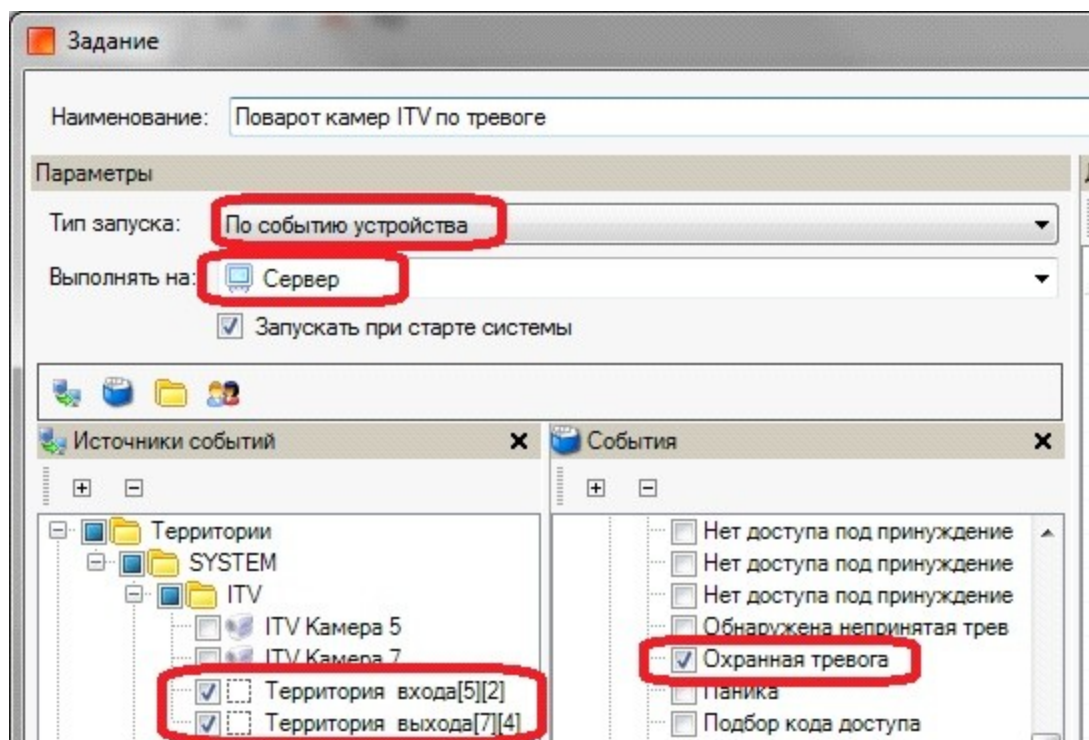 Задание
Наименование: Поварот камер ITV по тревоге
Параметры
Тип запуска: По событию устройства
Выполнять на: Сервер
Запускать при старте системы
Источники событий
События
Территории
SYSTEM
ITV
ITV Камера 5
ITV Камера 7
Территория входа[5][2]
Территория выхода[7][4]
Нет доступа под принуждение
Нет доступа под принуждение
Нет доступа под принуждение
Обнаружена непринятая трев
Охранная тревога
Паника
Подбор кода доступа